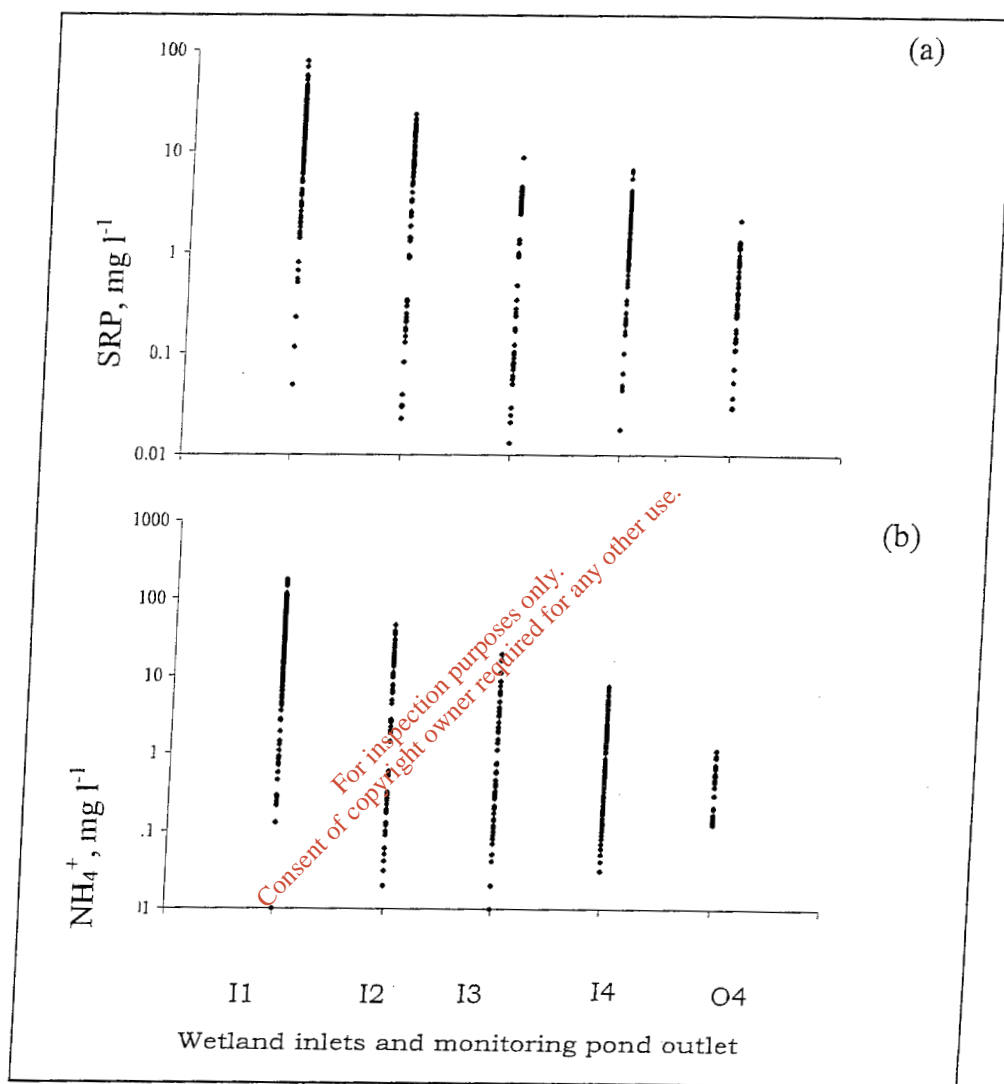 (a)
100
10
1
0.1
0.01
SRP, mg l⁻¹
(b)
1000
100
10
1
.1
)1
NH₄⁺, mg l⁻¹
For inspection purposes only.
Consent of copyright owner required for any other use.
I1 I2 I3 I4 O4
Wetland inlets and monitoring pond outlet